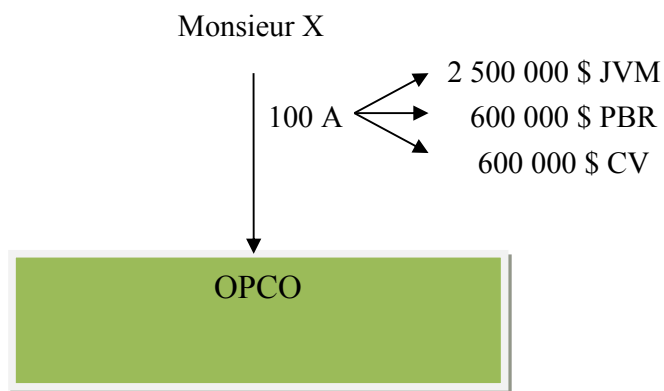 Monsieur X
2 500 000 $ JVM
100 A
600 000 $ PBR
600 000 $ CV
OPCO